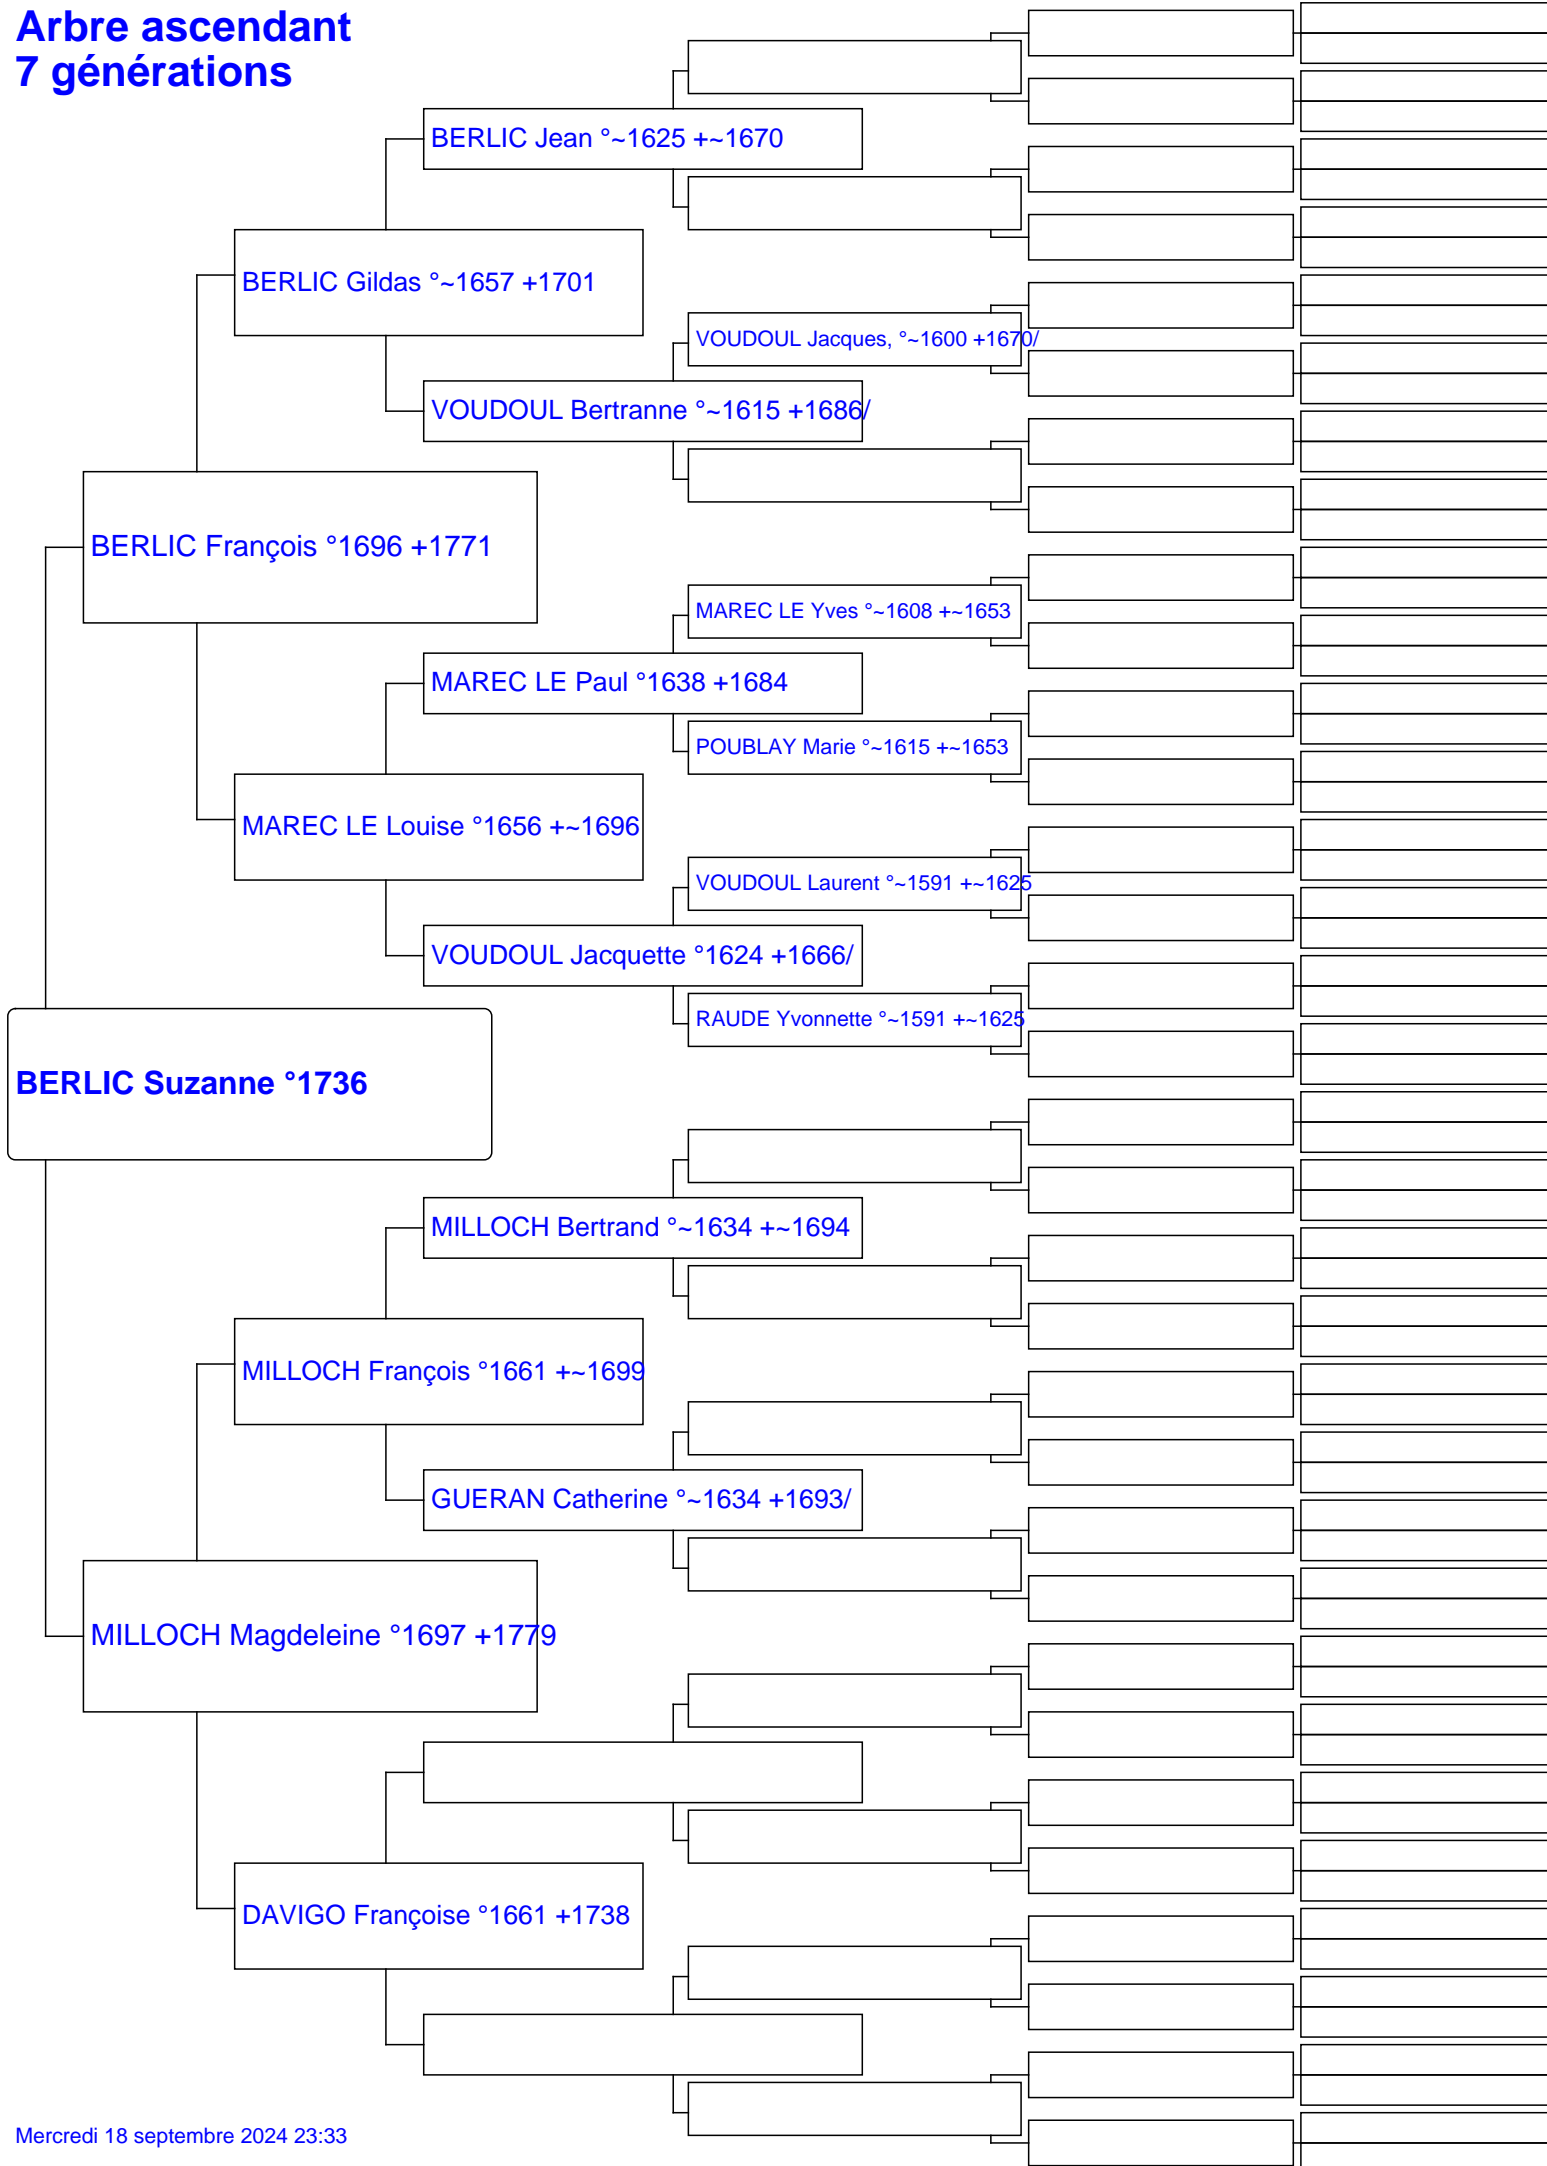 Arbre ascendant
7 générations
BERLIC Jean °~1625 +~1670
BERLIC Gildas °~1657 +1701
VOUDOUL Jacques, °~1600 +1670/
VOUDOUL Bertranne °~1615 +1686/
BERLIC François °1696 +1771
MAREC LE Yves °~1608 +~1653
MAREC LE Paul °1638 +1684
POUBLAY Marie °~1615 +~1653
MAREC LE Louise °1656 +~1696
VOUDOUL Laurent °~1591 +~1625
VOUDOUL Jacquette °1624 +1666/
RAUDE Yvonnette °~1591 +~1625
BERLIC Suzanne °1736
MILLOCH Bertrand °~1634 +~1694
MILLOCH François °1661 +~1699
GUERAN Catherine °~1634 +1693/
MILLOCH Magdeleine °1697 +1779
DAVIGO Françoise °1661 +1738
Mercredi 18 septembre 2024 23:33